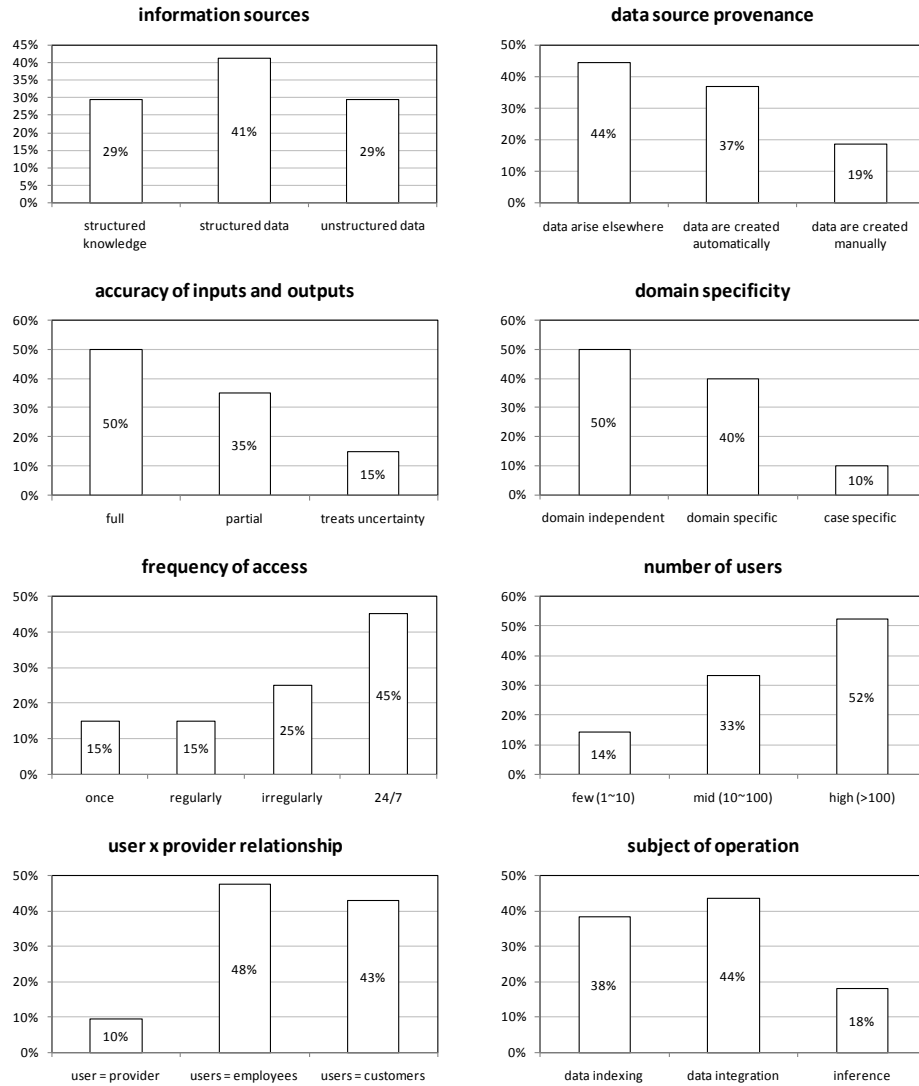 information sources
45%
40%
35%
30%
25%
20%
15%
10%
5%
0%
29%
41%
29%
structured
knowledge
structured data
unstructured data
data source provenance
50%
40%
30%
20%
10%
0%
44%
37%
19%
data arise elsewhere
data are created
automatically
data are created
manually
accuracy of inputs and outputs
60%
50%
40%
30%
20%
10%
0%
50%
35%
15%
full
partial
treats uncertainty
domain specificity
60%
50%
40%
30%
20%
10%
0%
50%
40%
10%
domain independent
domain specific
case specific
frequency of access
50%
40%
30%
20%
10%
0%
15%
15%
25%
45%
once
regularly
irregularly
24/7
number of users
60%
50%
40%
30%
20%
10%
0%
14%
33%
52%
few (1~10)
mid (10~100)
high (>100)
user x provider relationship
50%
40%
30%
20%
10%
0%
10%
48%
43%
user = provider
users = employees
users = customers
subject of operation
50%
40%
30%
20%
10%
0%
38%
44%
18%
data indexing
data integration
inference